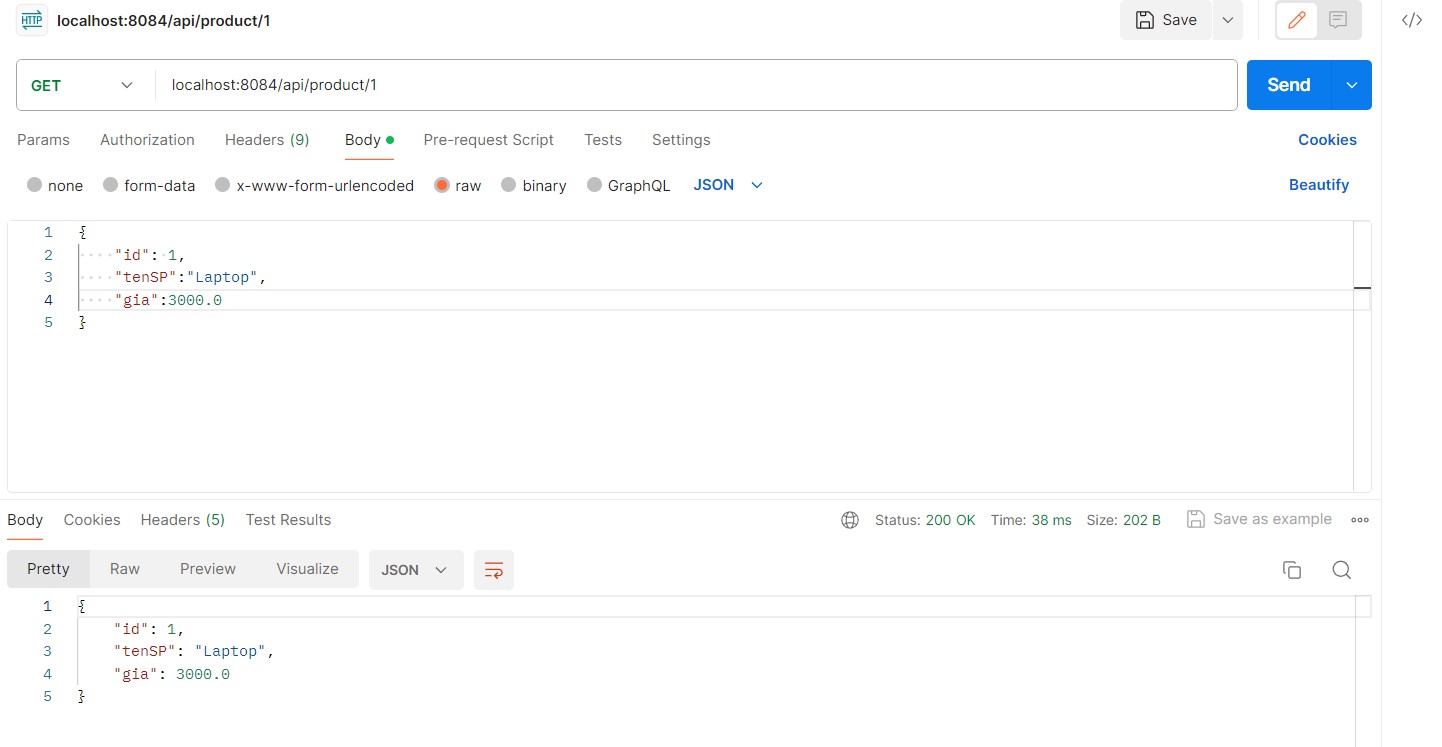 HTTP localhost:8084/api/product/1 Save </>
GET localhost:8084/api/product/1 Send
Params Authorization Headers (9) Body Pre-request Script Tests Settings Cookies
none form-data x-www-form-urlencoded raw binary GraphQL JSON Beautify
1 {
2 "id": 1,
3 "tenSP":"Laptop",
4 "gia":3000.0
5 }
Body Cookies Headers (5) Test Results Status: 200 OK Time: 38 ms Size: 202 B Save as example
Pretty Raw Preview Visualize JSON
1 {
2 "id": 1,
3 "tenSP": "Laptop",
4 "gia": 3000.0
5 }